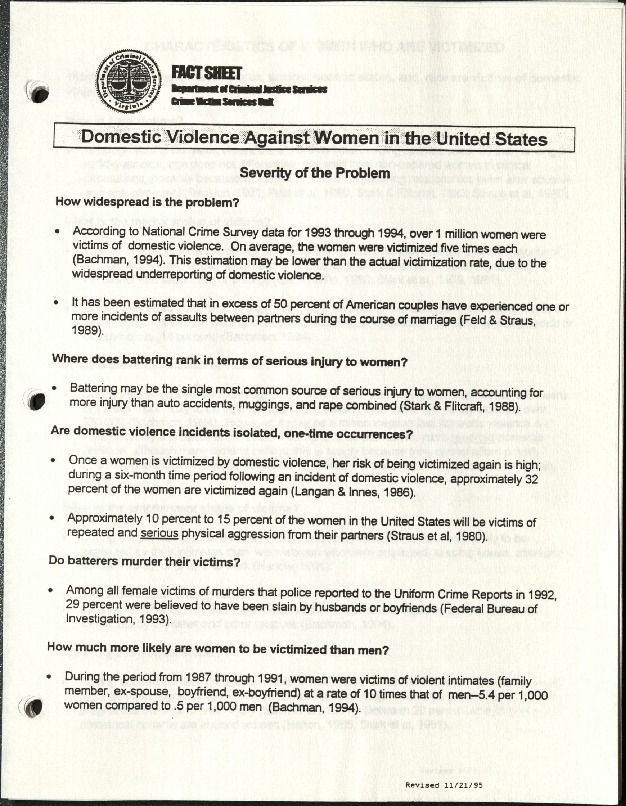 CHARACTERISTICS OF WOMEN WHO ARE VICTIMIZED
FACT SHEET
Department of Criminal Justice Services
Crime Victim Services Unit
Domestic Violence Against Women in the United States
Severity of the Problem
How widespread is the problem?
• According to National Crime Survey data for 1993 through 1994, over 1 million women were
victims of domestic violence. On average, the women were victimized five times each
(Bachman, 1994). This estimation may be lower than the actual victimization rate, due to the
widespread underreporting of domestic violence.
• It has been estimated that in excess of 50 percent of American couples have experienced one or
more incidents of assaults between partners during the course of marriage (Feld & Straus,
1989).
Where does battering rank in terms of serious injury to women?
• Battering may be the single most common source of serious injury to women, accounting for
more injury than auto accidents, muggings, and rape combined (Stark & Flitcraft, 1988).
Are domestic violence incidents isolated, one-time occurrences?
• Once a women is victimized by domestic violence, her risk of being victimized again is high;
during a six-month time period following an incident of domestic violence, approximately 32
percent of the women are victimized again (Langan & Innes, 1986).
• Approximately 10 percent to 15 percent of the women in the United States will be victims of
repeated and serious physical aggression from their partners (Straus et al, 1980).
Do batterers murder their victims?
• Among all female victims of murders that police reported to the Uniform Crime Reports in 1992,
29 percent were believed to have been slain by husbands or boyfriends (Federal Bureau of
Investigation, 1993).
How much more likely are women to be victimized than men?
• During the period from 1987 through 1991, women were victims of violent intimates (family
member, ex-spouse, boyfriend, ex-boyfriend) at a rate of 10 times that of men–5.4 per 1,000
women compared to .5 per 1,000 men (Bachman, 1994).
Revised 11/21/95